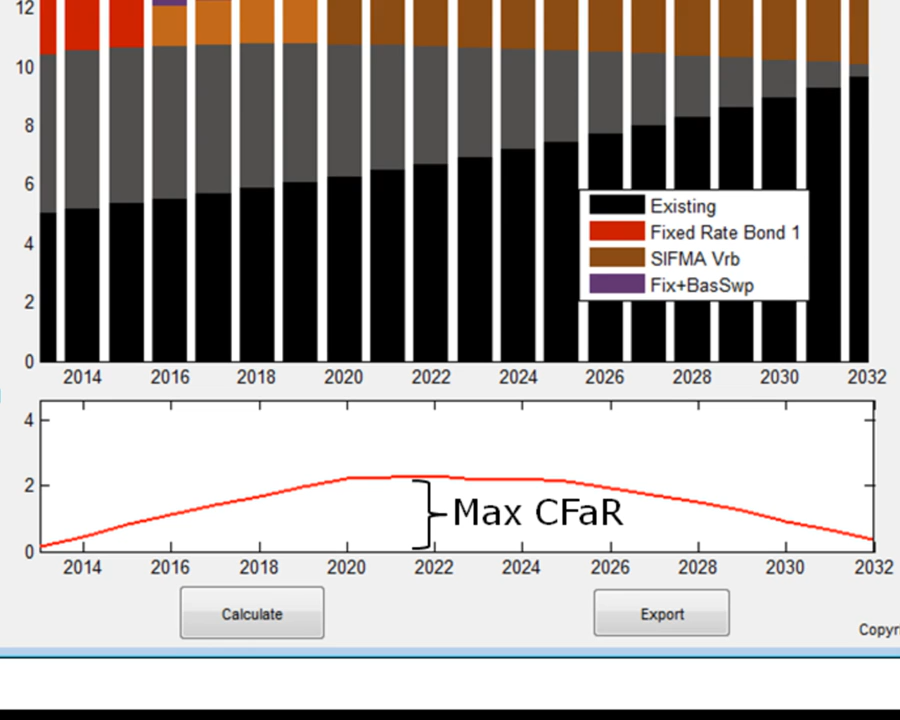 12
10
8
6
4
2
0
Existing
Fixed Rate Bond 1
SIFMA Vrb
Fix+BasSwp
2014 2016 2018 2020 2022 2024 2026 2028 2030 2032
4
2
0
Max CFaR
2014 2016 2018 2020 2022 2024 2026 2028 2030 2032
Calculate Export
Copyr